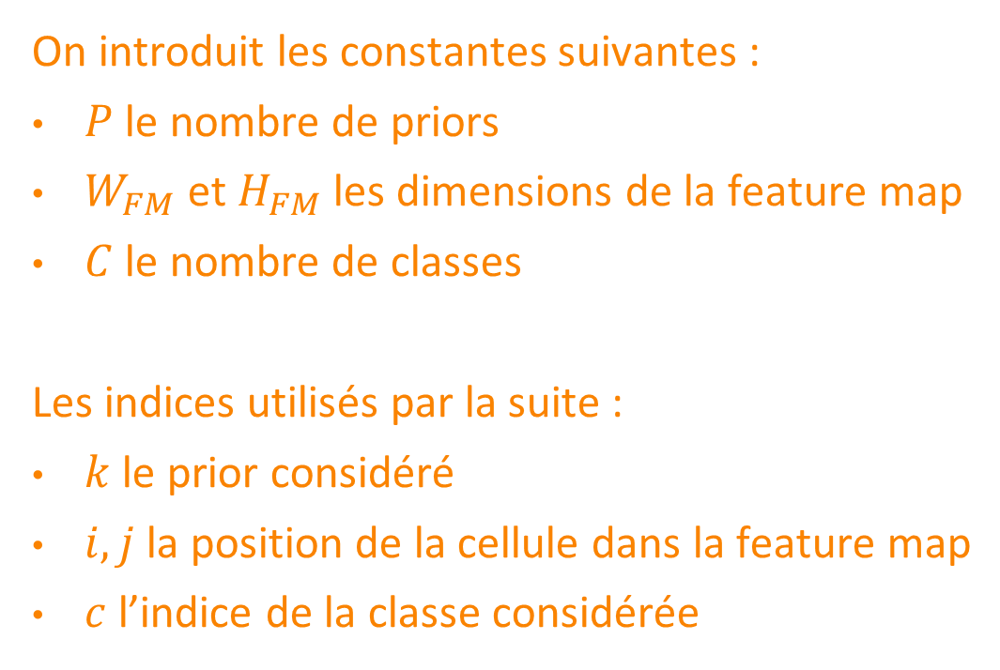 On introduit les constantes suivantes :
• P le nombre de priors
• W_{FM} et H_{FM} les dimensions de la feature map
• C le nombre de classes
Les indices utilisés par la suite :
• k le prior considéré
• i, j la position de la cellule dans la feature map
• c l’indice de la classe considérée